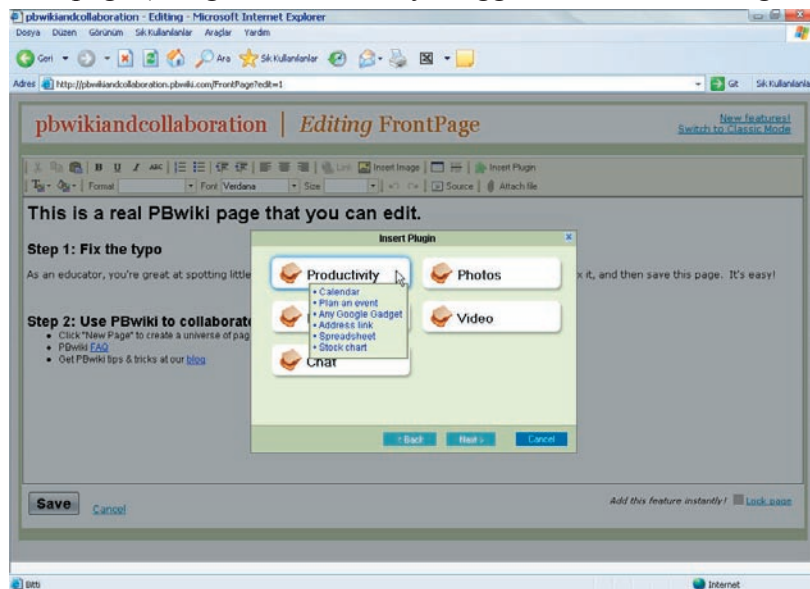 pbwikiandcollaboration - Editing - Microsoft Internet Explorer
Dosya Düzen Görünüm Sık Kullanılanlar Araçlar Yardım
Geri Ara Sık Kullanılanlar
Adres http://pbwikiandcollaboration.pbwiki.com/FrontPage?edit=1 Git Sık Kullanılanla
pbwikiandcollaboration | Editing FrontPage
New features!
Switch to Classic Mode
B U I ABC Link Insert Image Insert Plugin
Format Font Verdana Size Source Attach file
This is a real PBwiki page that you can edit.
Insert Plugin
Step 1: Fix the typo
As an educator, you're great at spotting little
x it, and then save this page. It's easy!
Productivity
Photos
• Calendar
• Plan an event
• Any Google Gadget
• Address link
• Spreadsheet
• Stock chart
Video
Chat
Step 2: Use PBwiki to collaborate
• Click "New Page" to create a universe of pag
• PBwiki FAQ
• Get PBwiki tips & tricks at our blog
< Back Next > Cancel
Save Cancel
Add this feature instantly! Lock page
Bitti Internet